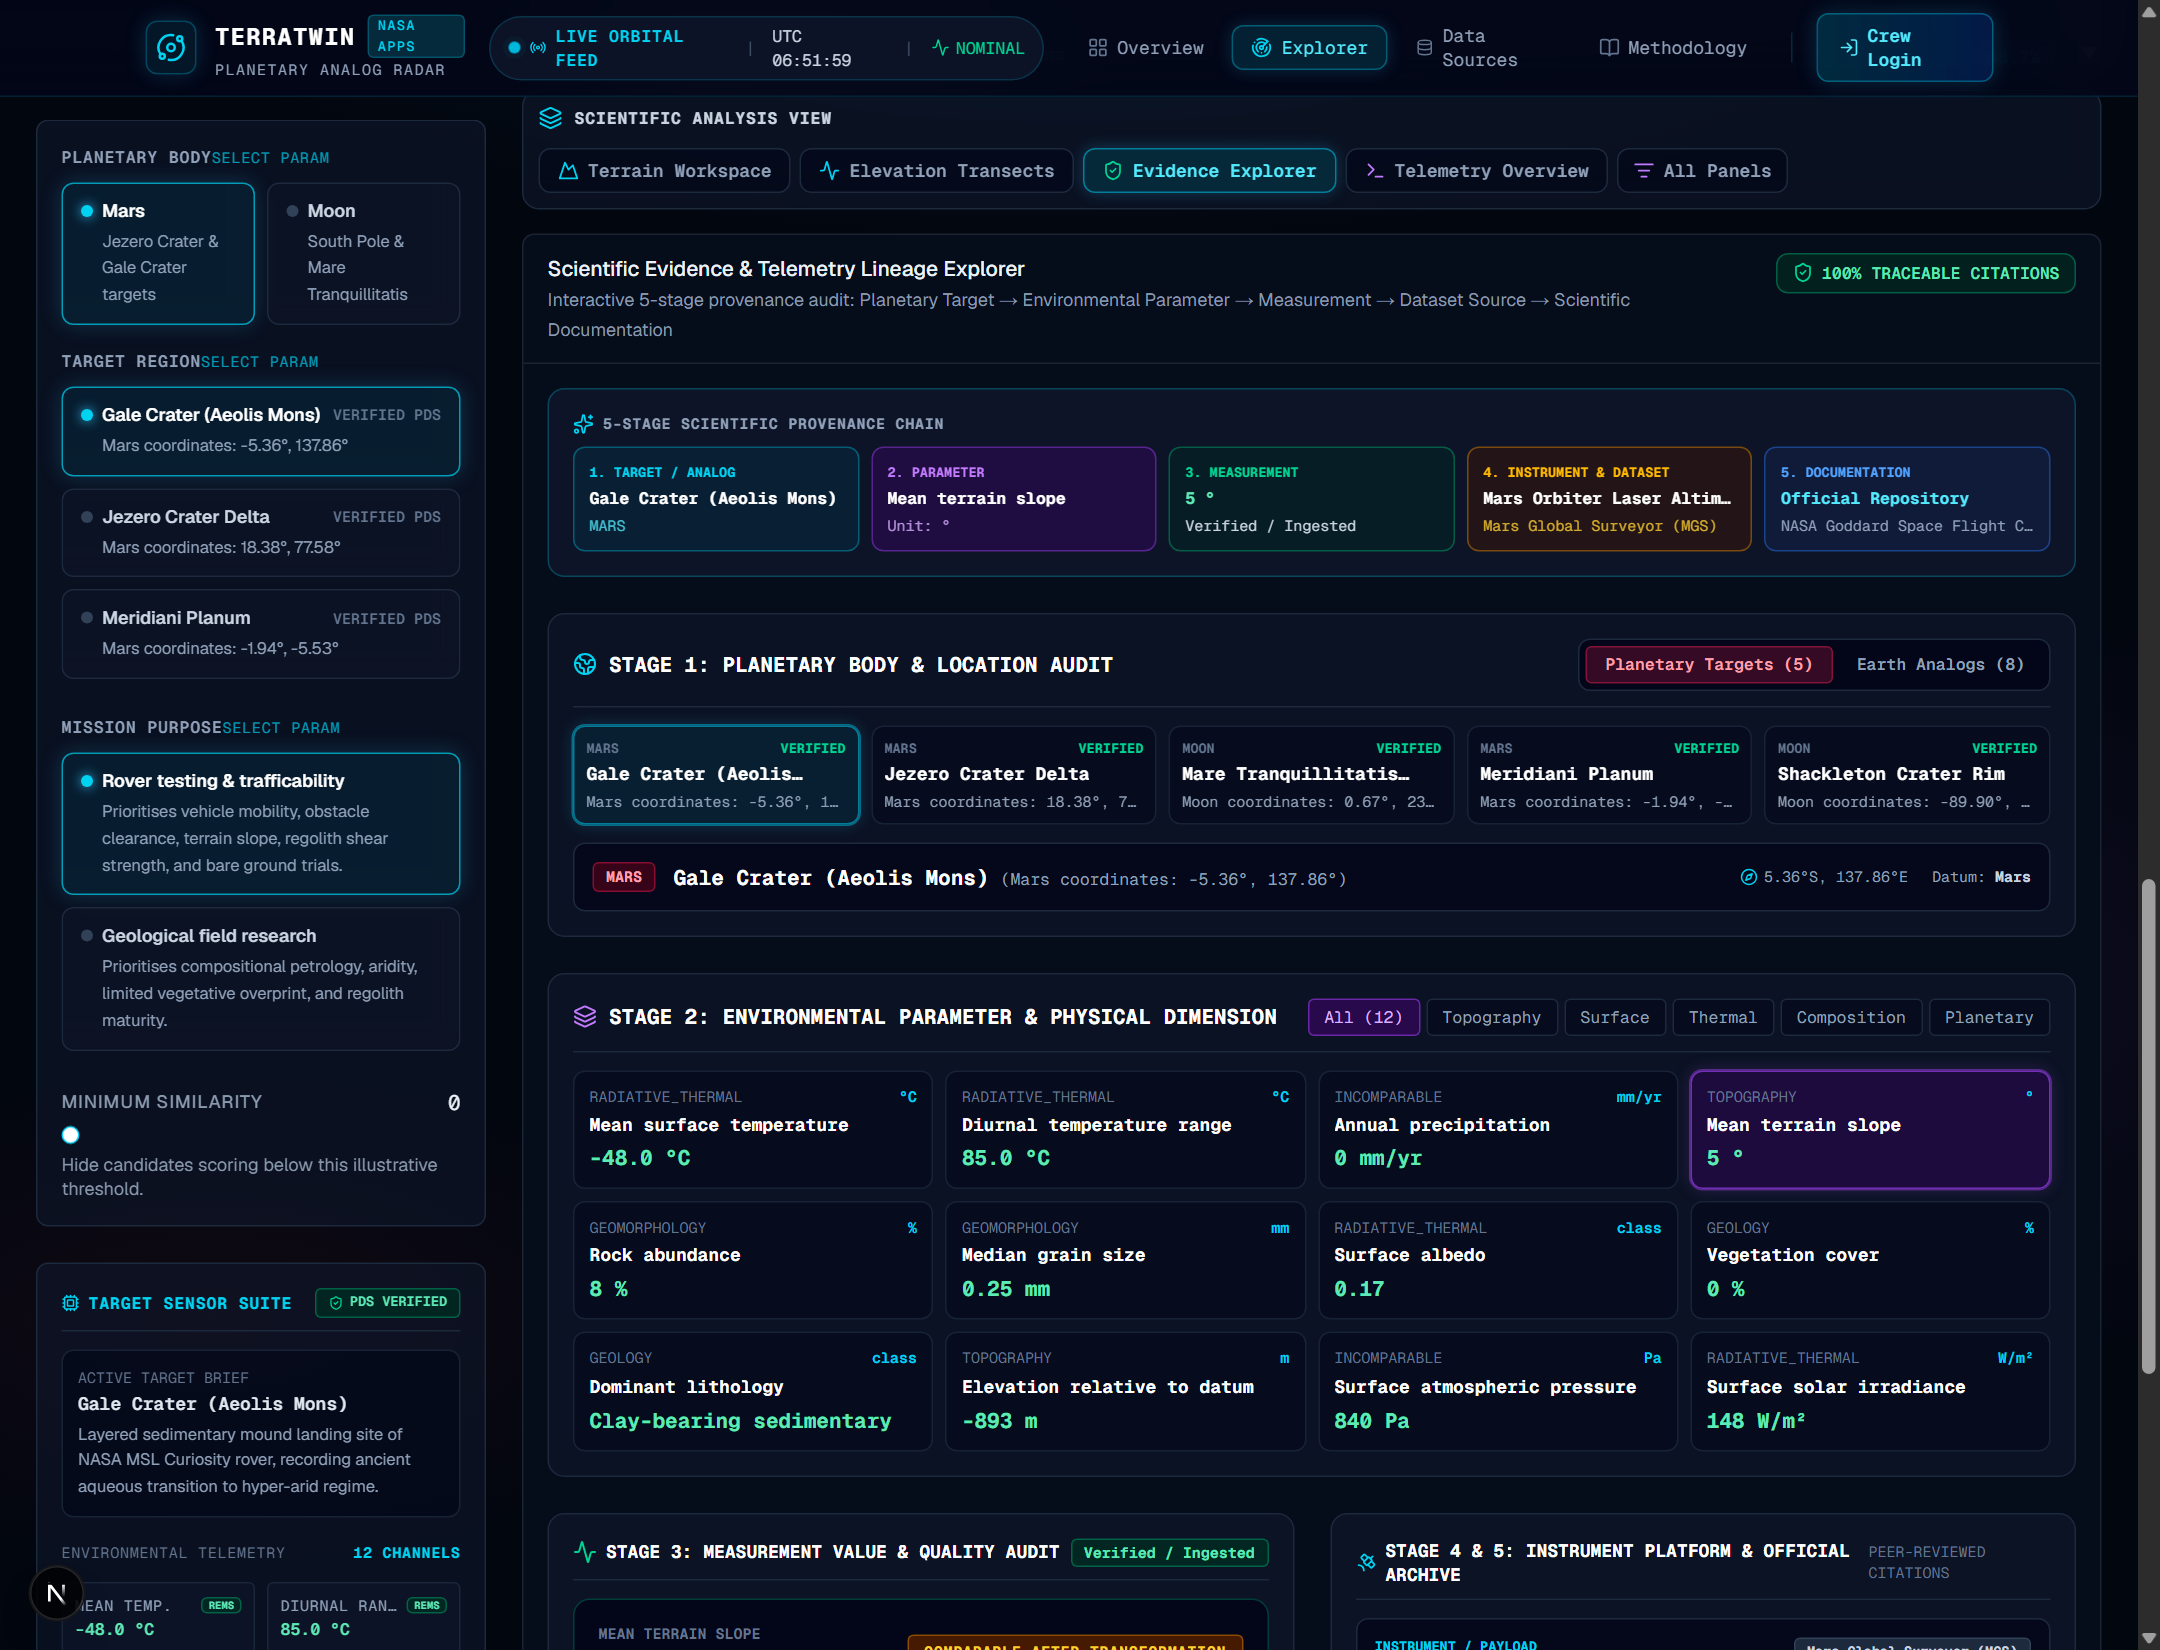 TERRATWIN
NASA
APPS
PLANETARY ANALOG RADAR
LIVE ORBITAL
FEED
|
UTC
06:51:59
|
NOMINAL
Overview
Explorer
Data
Sources
Methodology
Crew
Login
PLANETARY BODYSELECT PARAM
Mars
Jezero Crater &
Gale Crater
targets
Moon
South Pole &
Mare
Tranquillitatis
TARGET REGIONSELECT PARAM
Gale Crater (Aeolis Mons) VERIFIED PDS
Mars coordinates: -5.36°, 137.86°
Jezero Crater Delta VERIFIED PDS
Mars coordinates: 18.38°, 77.58°
Meridiani Planum VERIFIED PDS
Mars coordinates: -1.94°, -5.53°
MISSION PURPOSESELECT PARAM
Rover testing & trafficability
Prioritises vehicle mobility, obstacle
clearance, terrain slope, regolith shear
strength, and bare ground trials.
Geological field research
Prioritises compositional petrology, aridity,
limited vegetative overprint, and regolith
maturity.
MINIMUM SIMILARITY 0
Hide candidates scoring below this illustrative
threshold.
TARGET SENSOR SUITE PDS VERIFIED
ACTIVE TARGET BRIEF
Gale Crater (Aeolis Mons)
Layered sedimentary mound landing site of
NASA MSL Curiosity rover, recording ancient
aqueous transition to hyper-arid regime.
ENVIRONMENTAL TELEMETRY 12 CHANNELS
N
EAN TEMP. REMS
-48.0 °C
DIURNAL RAN… REMS
85.0 °C
SCIENTIFIC ANALYSIS VIEW
Terrain Workspace
Elevation Transects
Evidence Explorer
Telemetry Overview
All Panels
Scientific Evidence & Telemetry Lineage Explorer
Interactive 5-stage provenance audit: Planetary Target → Environmental Parameter → Measurement → Dataset Source → Scientific
Documentation
100% TRACEABLE CITATIONS
5-STAGE SCIENTIFIC PROVENANCE CHAIN
1. TARGET / ANALOG
Gale Crater (Aeolis Mons)
MARS
2. PARAMETER
Mean terrain slope
Unit: °
3. MEASUREMENT
5 °
Verified / Ingested
4. INSTRUMENT & DATASET
Mars Orbiter Laser Altim…
Mars Global Surveyor (MGS)
5. DOCUMENTATION
Official Repository
NASA Goddard Space Flight C…
STAGE 1: PLANETARY BODY & LOCATION AUDIT
Planetary Targets (5)
Earth Analogs (8)
MARS VERIFIED
Gale Crater (Aeolis…
Mars coordinates: -5.36°, 1…
MARS VERIFIED
Jezero Crater Delta
Mars coordinates: 18.38°, 7…
MOON VERIFIED
Mare Tranquillitatis…
Moon coordinates: 0.67°, 23…
MARS VERIFIED
Meridiani Planum
Mars coordinates: -1.94°, -…
MOON VERIFIED
Shackleton Crater Rim
Moon coordinates: -89.90°, …
MARS Gale Crater (Aeolis Mons) (Mars coordinates: -5.36°, 137.86°)
5.36°S, 137.86°E Datum: Mars
STAGE 2: ENVIRONMENTAL PARAMETER & PHYSICAL DIMENSION
All (12)
Topography
Surface
Thermal
Composition
Planetary
RADIATIVE_THERMAL °C
Mean surface temperature
-48.0 °C
RADIATIVE_THERMAL °C
Diurnal temperature range
85.0 °C
INCOMPARABLE mm/yr
Annual precipitation
0 mm/yr
TOPOGRAPHY °
Mean terrain slope
5 °
GEOMORPHOLOGY %
Rock abundance
8 %
GEOMORPHOLOGY mm
Median grain size
0.25 mm
RADIATIVE_THERMAL class
Surface albedo
0.17
GEOLOGY %
Vegetation cover
0 %
GEOLOGY class
Dominant lithology
Clay-bearing sedimentary
TOPOGRAPHY m
Elevation relative to datum
-893 m
INCOMPARABLE Pa
Surface atmospheric pressure
840 Pa
RADIATIVE_THERMAL W/m²
Surface solar irradiance
148 W/m²
STAGE 3: MEASUREMENT VALUE & QUALITY AUDIT Verified / Ingested
MEAN TERRAIN SLOPE
COMPARABLE AFTER TRANSFORMATION
STAGE 4 & 5: INSTRUMENT PLATFORM & OFFICIAL
ARCHIVE
PEER-REVIEWED
CITATIONS
INSTRUMENT / PAYLOAD
Mars Global Surveyor (MGS)